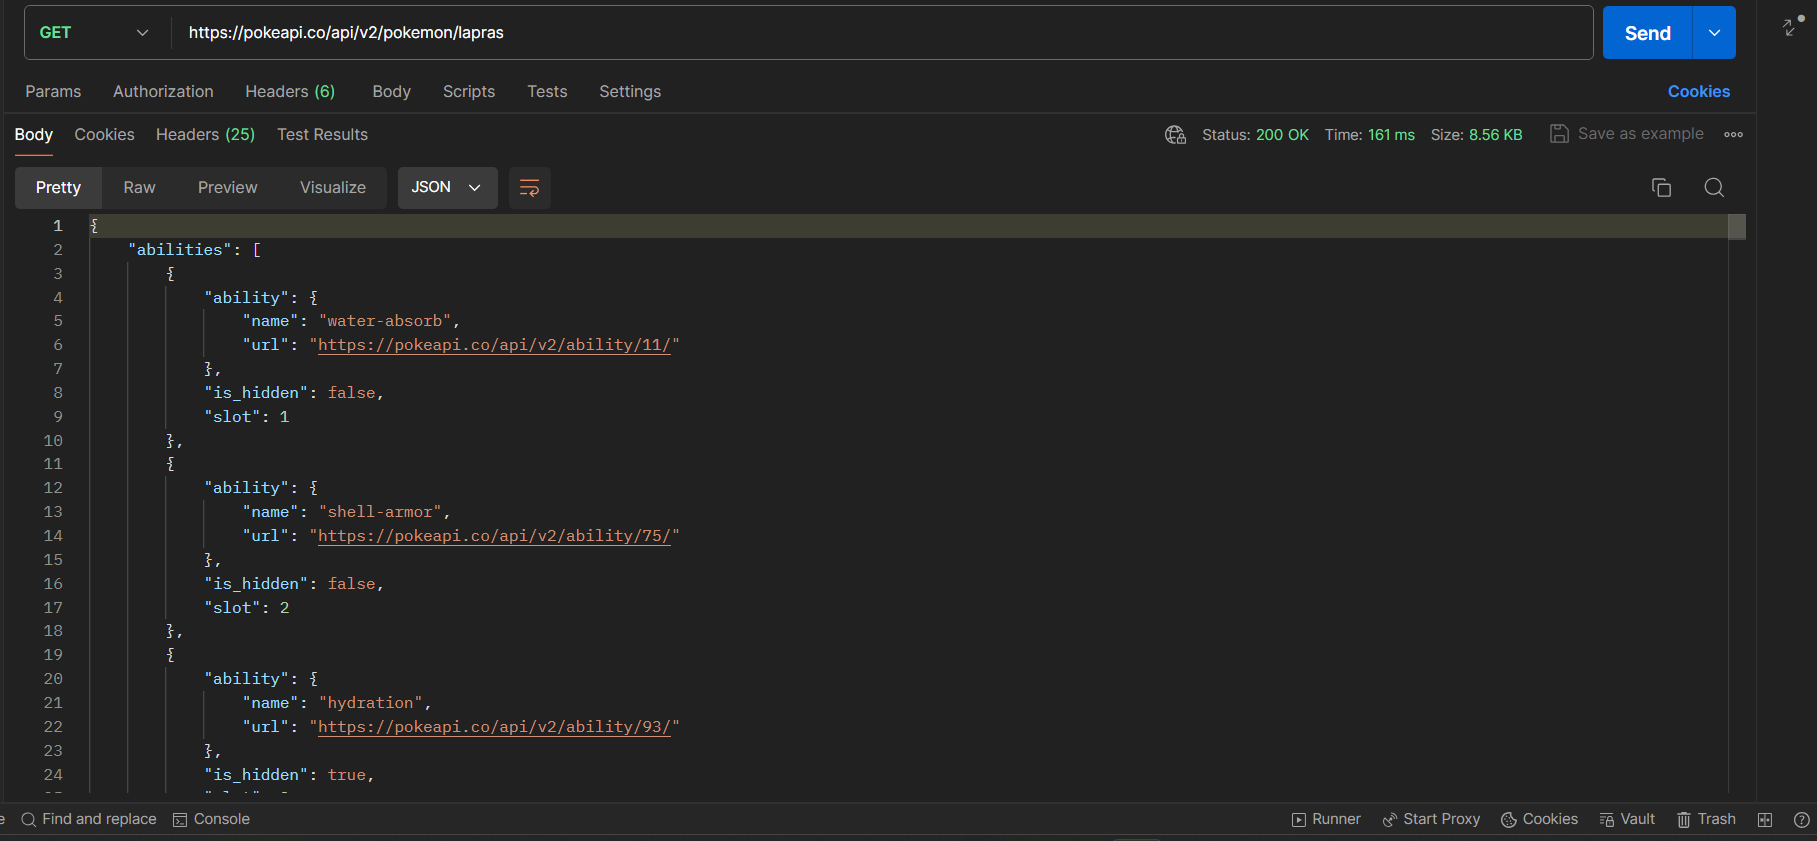 GET https://pokeapi.co/api/v2/pokemon/lapras Send
Params Authorization Headers (6) Body Scripts Tests Settings Cookies
Body Cookies Headers (25) Test Results Status: 200 OK Time: 161 ms Size: 8.56 KB Save as example
Pretty Raw Preview Visualize JSON
1 {
2 "abilities": [
3 {
4 "ability": {
5 "name": "water-absorb",
6 "url": "https://pokeapi.co/api/v2/ability/11/"
7 },
8 "is_hidden": false,
9 "slot": 1
10 },
11 {
12 "ability": {
13 "name": "shell-armor",
14 "url": "https://pokeapi.co/api/v2/ability/75/"
15 },
16 "is_hidden": false,
17 "slot": 2
18 },
19 {
20 "ability": {
21 "name": "hydration",
22 "url": "https://pokeapi.co/api/v2/ability/93/"
23 },
24 "is_hidden": true,
Find and replace Console Runner Start Proxy Cookies Vault Trash